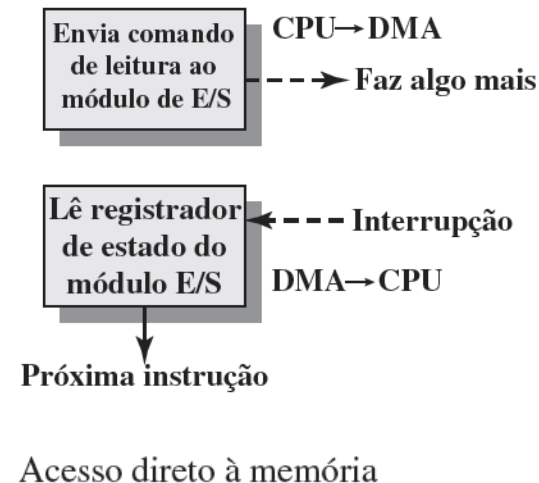 Envia comando
de leitura ao
módulo de E/S
CPU→DMA
Faz algo mais
Lê registrador
de estado do
módulo E/S
Interrupção
DMA→CPU
Próxima instrução
Acesso direto à memória